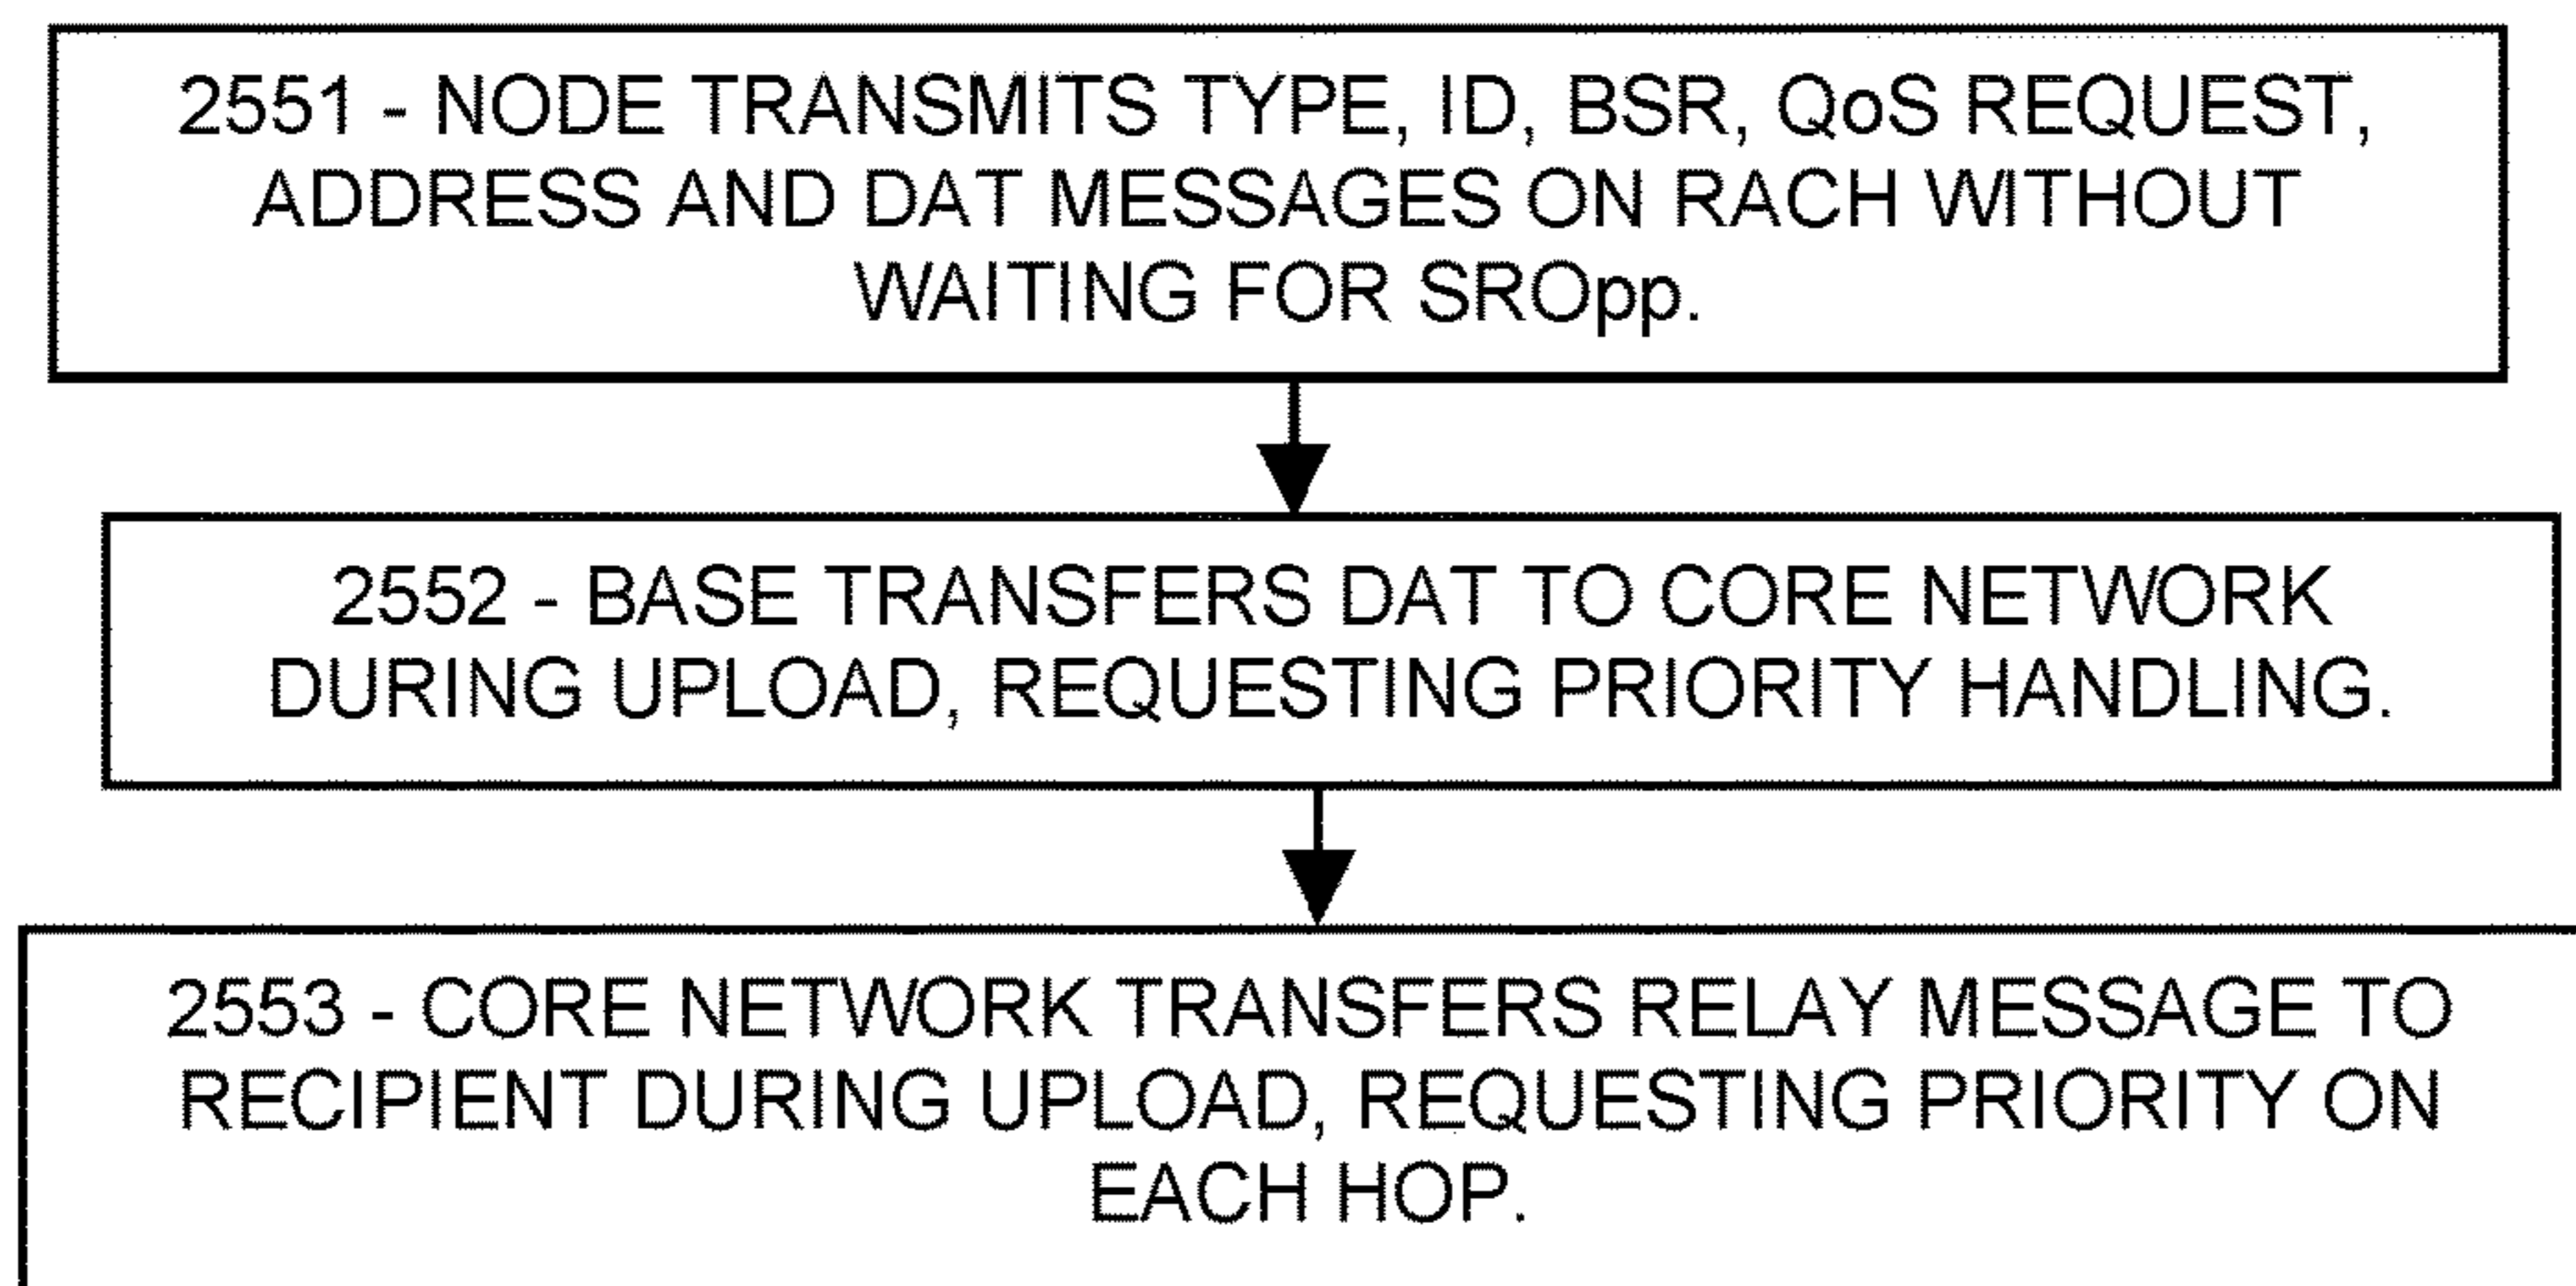 2551 - NODE TRANSMITS TYPE, ID, BSR, QoS REQUEST,
ADDRESS AND DAT MESSAGES ON RACH WITHOUT
WAITING FOR SROpp.
2552 - BASE TRANSFERS DAT TO CORE NETWORK
DURING UPLOAD, REQUESTING PRIORITY HANDLING.
2553 - CORE NETWORK TRANSFERS RELAY MESSAGE TO
RECIPIENT DURING UPLOAD, REQUESTING PRIORITY ON
EACH HOP.